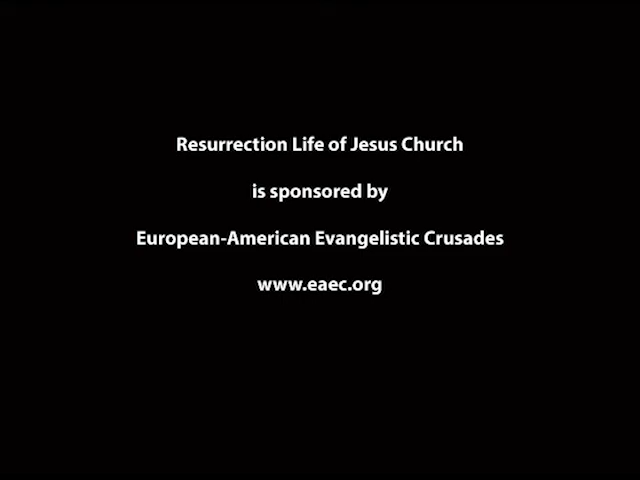 Resurrection Life of Jesus Church
is sponsored by
European-American Evangelistic Crusades
www.eaec.org